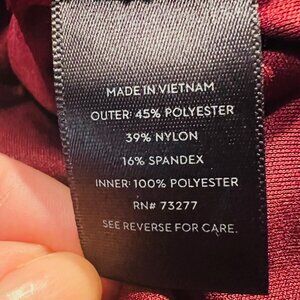 MADE IN VIETNAM
OUTER: 45% POLYESTER
39% NYLON
16% SPANDEX
INNER: 100% POLYESTER
RN# 73277
SEE REVERSE FOR CARE.